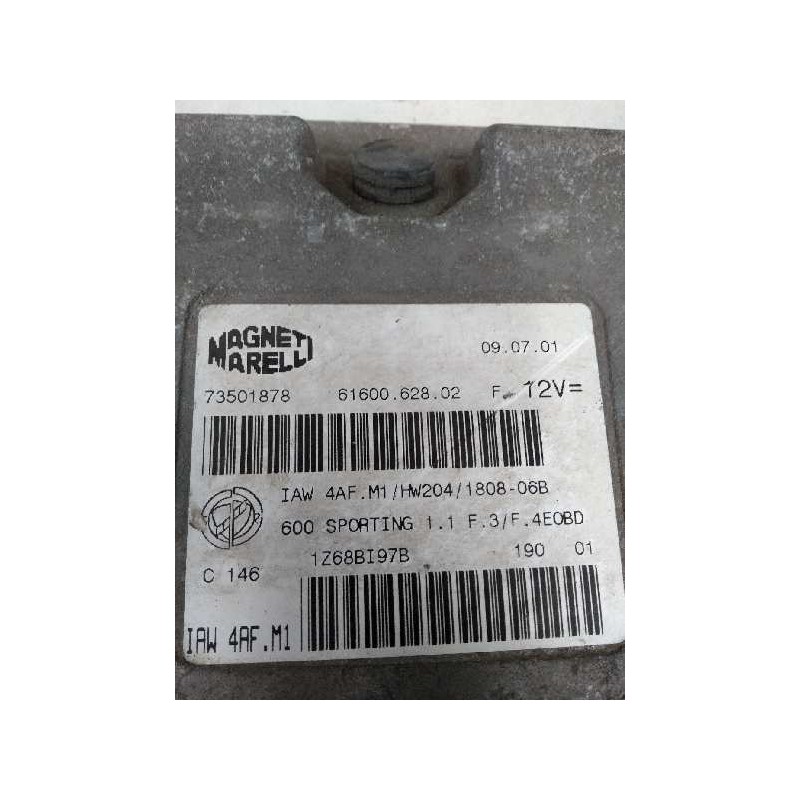 MAGNETI
MARELLI
09.07.01
73501878 61600.628.02 F. 12V=
IAW 4AF.M1/HW204/1808-06B
600 SPORTING 1.1 F.3/F.4EOBD
1Z68BI97B 190 01
C 146
IAW 4AF.M1